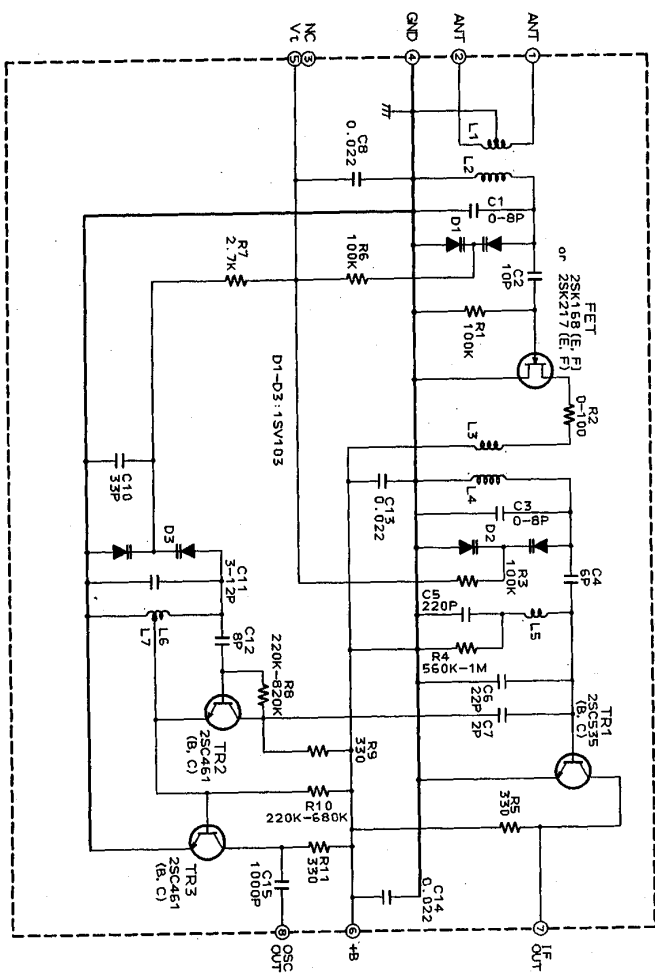 ANT ①
ANT ②
GND ④
NC ③
Vt ⑤
L1
L2
C1
0-8P
D1
C2
10P
R1
100K
FET
2SK168 (E, F)
or 2SK217 (E, F)
R2
0-100
L3
L4
C3
0-8P
D2
R3
100K
C4
6P
L5
C5
220P
R4
560K-1M
C6
22P
C7
2P
TR1
2SC535
(B, C)
R5
330
⑦ IF OUT
C8
0.022
R6
100K
R7
2.7K
D1-D3:1SV103
C13
0.022
C14
0.022
⑥ +B
C10
33P
D3
C11
3-12P
L6
L7
C12
8P
R8
220K-820K
TR2
2SC461
(B, C)
R9
330
R10
220K-680K
R11
330
TR3
2SC461
(B, C)
C15
1000P
⑧ OSC OUT